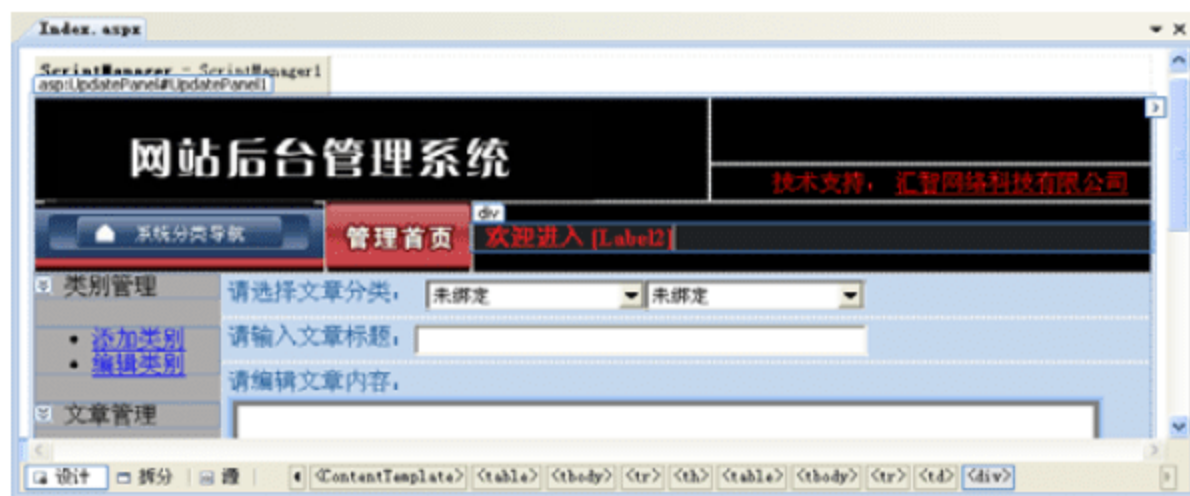 Index.aspx
ScriptManager - ScriptManager1
asp:UpdatePanel#UpdatePanel1
网站后台管理系统
技术支持：汇智网络科技有限公司
系统分类导航
管理首页
div
欢迎进入 [Label2]
类别管理
请选择文章分类：
未绑定
未绑定
添加类别
请输入文章标题：
编辑类别
请编辑文章内容：
文章管理
设计 拆分 <ContentTemplate> <table> <tbody> <tr> <th> <table> <tbody> <tr> <td> <div>